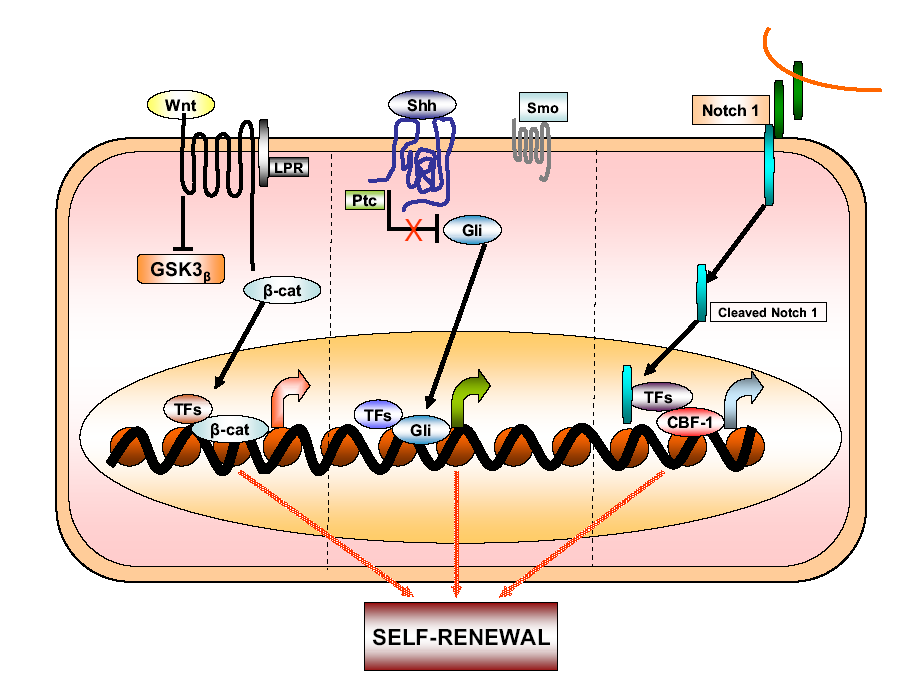 Wnt
Shh
Smo
Notch 1
LPR
Ptc
Gli
GSK3β
β-cat
Cleaved Notch 1
TFs
β-cat
TFs
Gli
TFs
CBF-1
SELF-RENEWAL